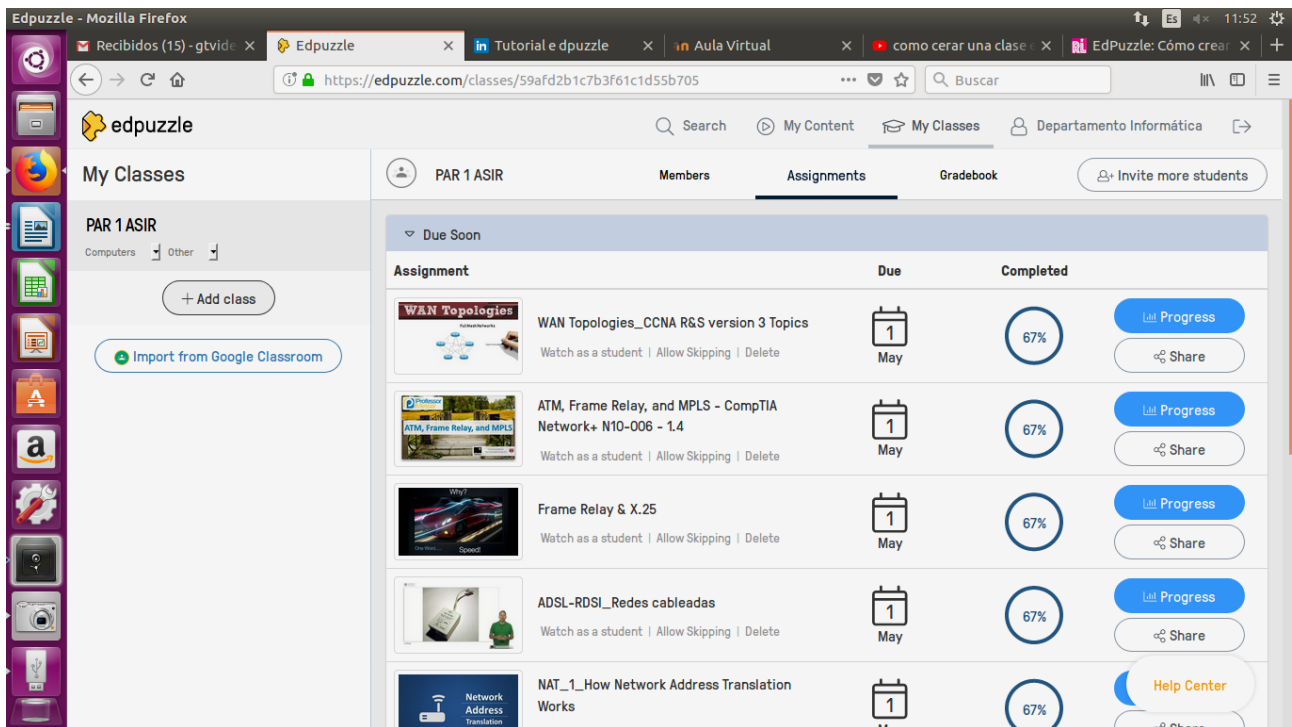 Edpuzzle - Mozilla Firefox
Es
11:52
Recibidos (15) - gtvide
Edpuzzle
Tutorial e dpuzzle
Aula Virtual
como cerar una clase
EdPuzzle: Cómo crear
https://edpuzzle.com/classes/59afd2b1c7b3f61c1d55b705
Buscar
edpuzzle
Search
My Content
My Classes
Departamento Informática
My Classes
PAR 1 ASIR
Members
Assignments
Gradebook
Invite more students
PAR 1 ASIR
Computers
Other
+ Add class
Import from Google Classroom
Due Soon
Assignment
Due
Completed
WAN Topologies
WAN Topologies_CCNA R&S version 3 Topics
Watch as a student | Allow Skipping | Delete
1
May
67%
Progress
Share
Professor
ATM, Frame Relay, and MPLS
ATM, Frame Relay, and MPLS - CompTIA
Network+ N10-006 - 1.4
Watch as a student | Allow Skipping | Delete
1
May
67%
Progress
Share
Why?
One Word....
Speed!
Frame Relay & X.25
Watch as a student | Allow Skipping | Delete
1
May
67%
Progress
Share
ADSL-RDSI_Redes cableadas
Watch as a student | Allow Skipping | Delete
1
May
67%
Progress
Share
Network
Address
Translation
NAT_1_How Network Address Translation
Works
1
67%
Help Center